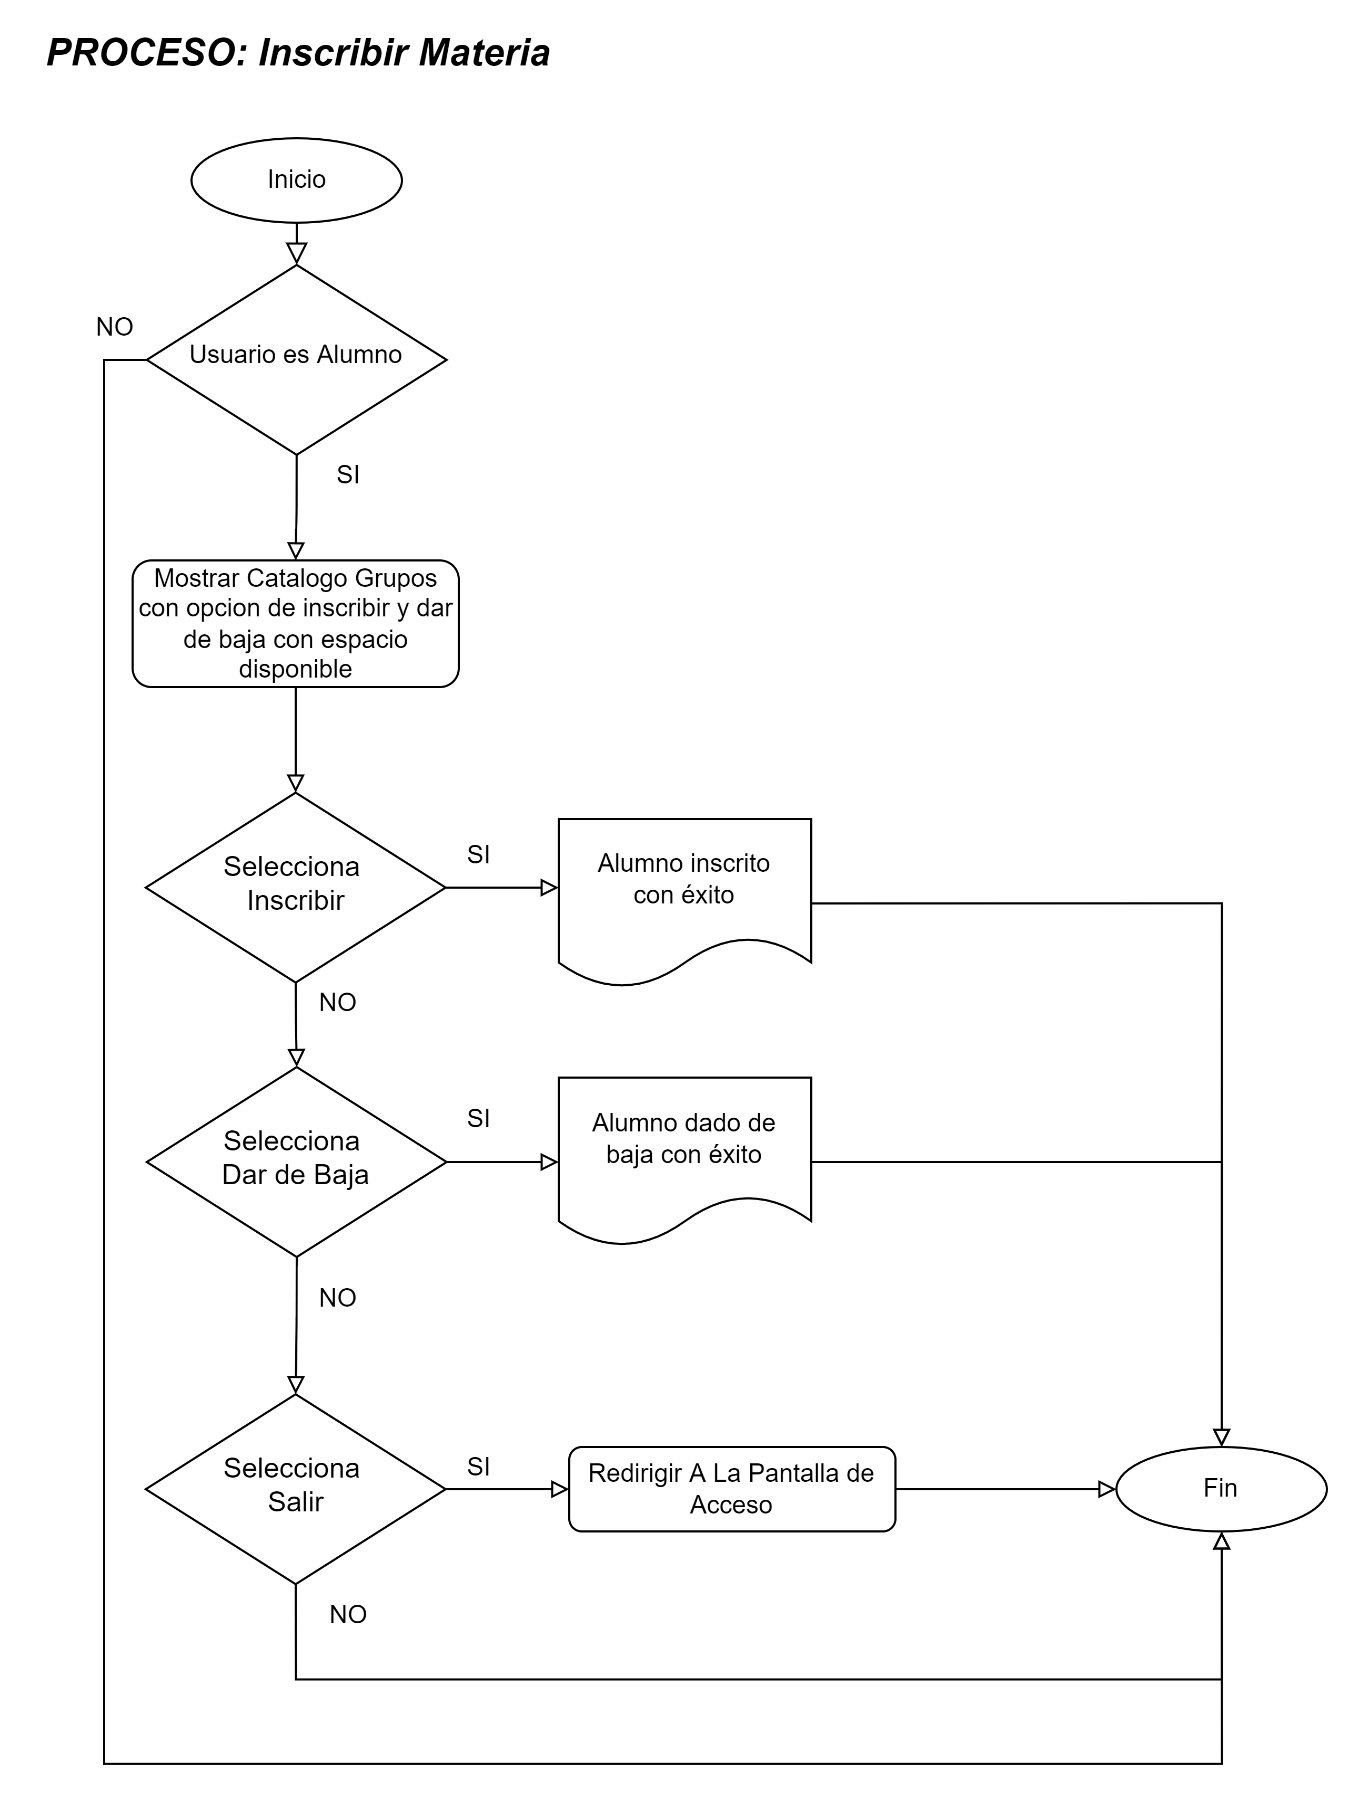 PROCESO: Inscribir Materia
Inicio
NO
Usuario es Alumno
SI
Mostrar Catalogo Grupos
con opcion de inscribir y dar
de baja con espacio
disponible
Selecciona
Inscribir
SI
Alumno inscrito
con éxito
NO
Selecciona
Dar de Baja
SI
Alumno dado de
baja con éxito
NO
Selecciona
Salir
SI
Redirigir A La Pantalla de
Acceso
Fin
NO